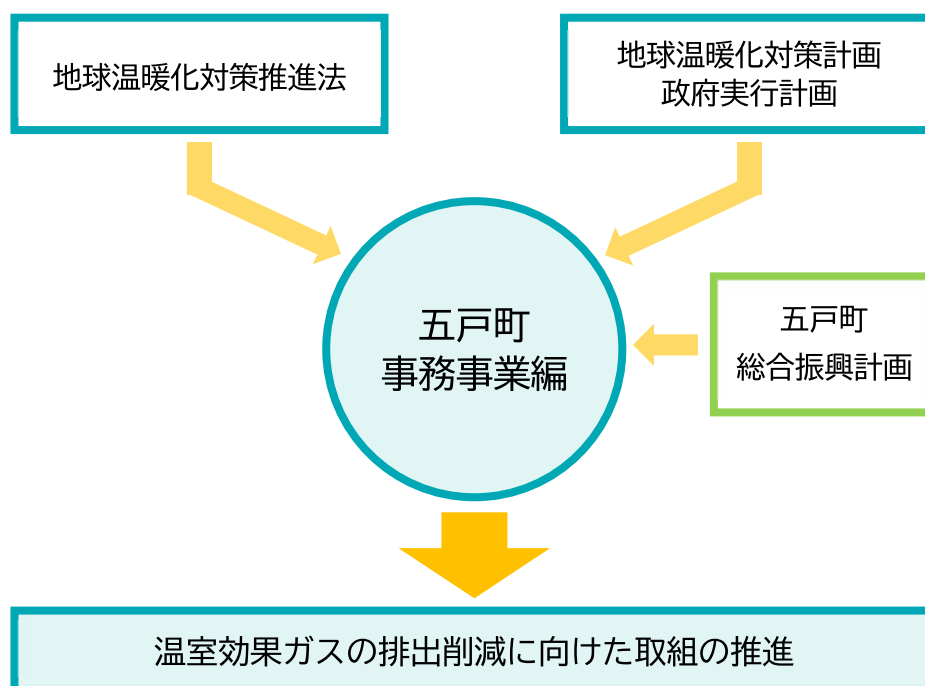 地球温暖化対策推進法
地球温暖化対策計画
政府実行計画
五戸町
事務事業編
五戸町
総合振興計画
温室効果ガスの排出削減に向けた取組の推進